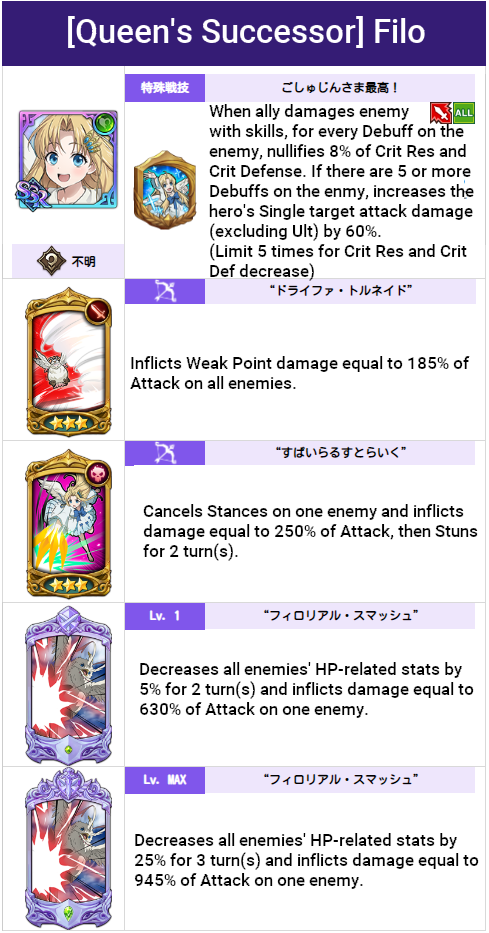 [Queen's Successor] Filo
特殊戦技
ごしゅじんさま最高！
ALL
When ally damages enemy
with skills, for every Debuff on the
enemy, nullifies 8% of Crit Res and
Crit Defense. If there are 5 or more
Debuffs on the enmy, increases the
hero's Single target attack damage
(excluding Ult) by 60%.
(Limit 5 times for Crit Res and Crit
Def decrease)
SSR
不明
“ドライファ・トルネイド”
Inflicts Weak Point damage equal to 185% of
Attack on all enemies.
“すぱいらるすとらいく”
Cancels Stances on one enemy and inflicts
damage equal to 250% of Attack, then Stuns
for 2 turn(s).
Lv. 1
“フィロリアル・スマッシュ”
Decreases all enemies' HP-related stats by
5% for 2 turn(s) and inflicts damage equal to
630% of Attack on one enemy.
Lv. MAX
“フィロリアル・スマッシュ”
Decreases all enemies' HP-related stats by
25% for 3 turn(s) and inflicts damage equal to
945% of Attack on one enemy.